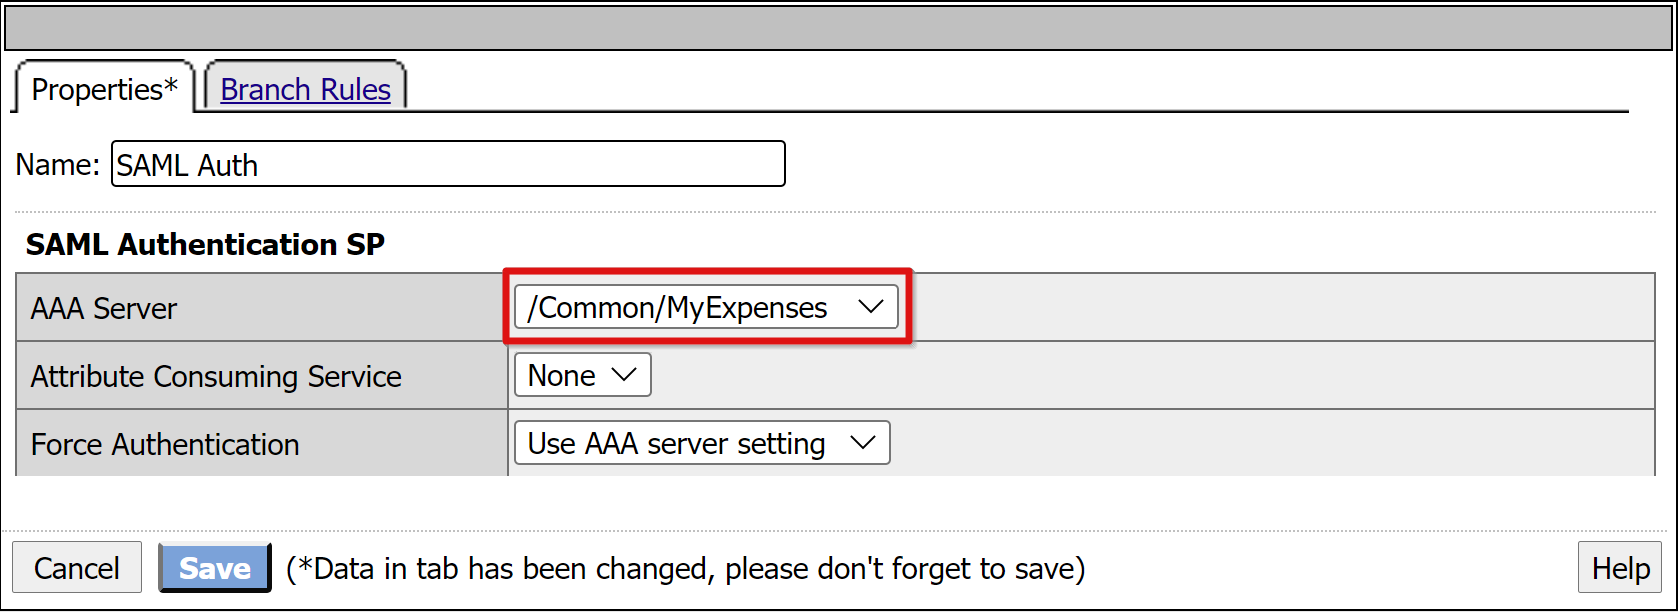 Properties* Branch Rules
Name: SAML Auth
SAML Authentication SP
AAA Server /Common/MyExpenses
Attribute Consuming Service None
Force Authentication Use AAA server setting
Cancel Save (*Data in tab has been changed, please don't forget to save) Help